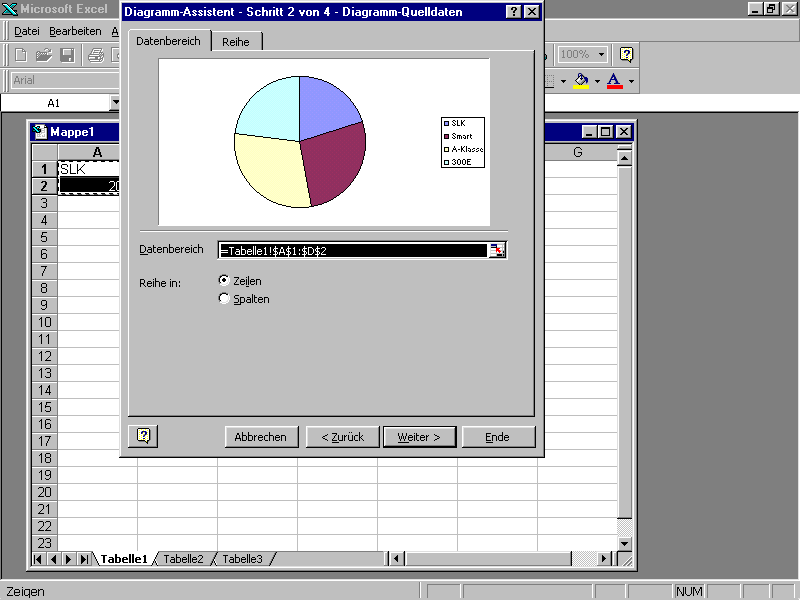 Microsoft Excel
Diagramm-Assistent - Schritt 2 von 4 - Diagramm-Quelldaten
Datei Bearbeiten A
Datenbereich Reihe
100%
Arial
A1
SLK
Smart
A-Klasse
300E
Mappe1
A G
1 SLK
2 20
3
4
5
6
7
8
9
10
11
12
13
14
15
16
17
18
19
20
21
22
23
Datenbereich =Tabelle1!$A$1:$D$2
Reihe in: Zeilen
Spalten
Abbrechen < Zurück Weiter > Ende
Tabelle1 Tabelle2 Tabelle3
Zeigen NUM